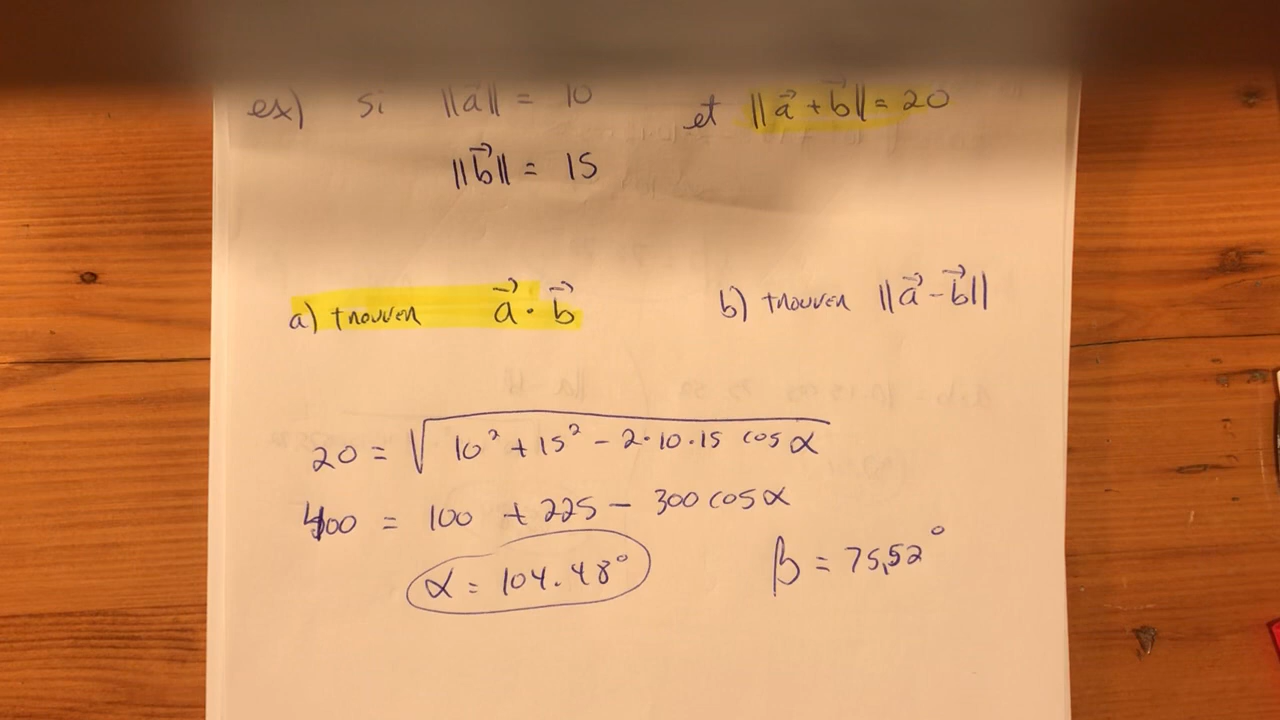 ex) si ||a⃗|| = 10 et ||a⃗ + b⃗|| = 20
||b⃗|| = 15
a) trouver a⃗ · b⃗ b) trouver ||a⃗ - b⃗||
20 = √(10² + 15² - 2·10·15 cos α)
400 = 100 + 225 - 300 cos α
α = 104.48° β = 75,52°